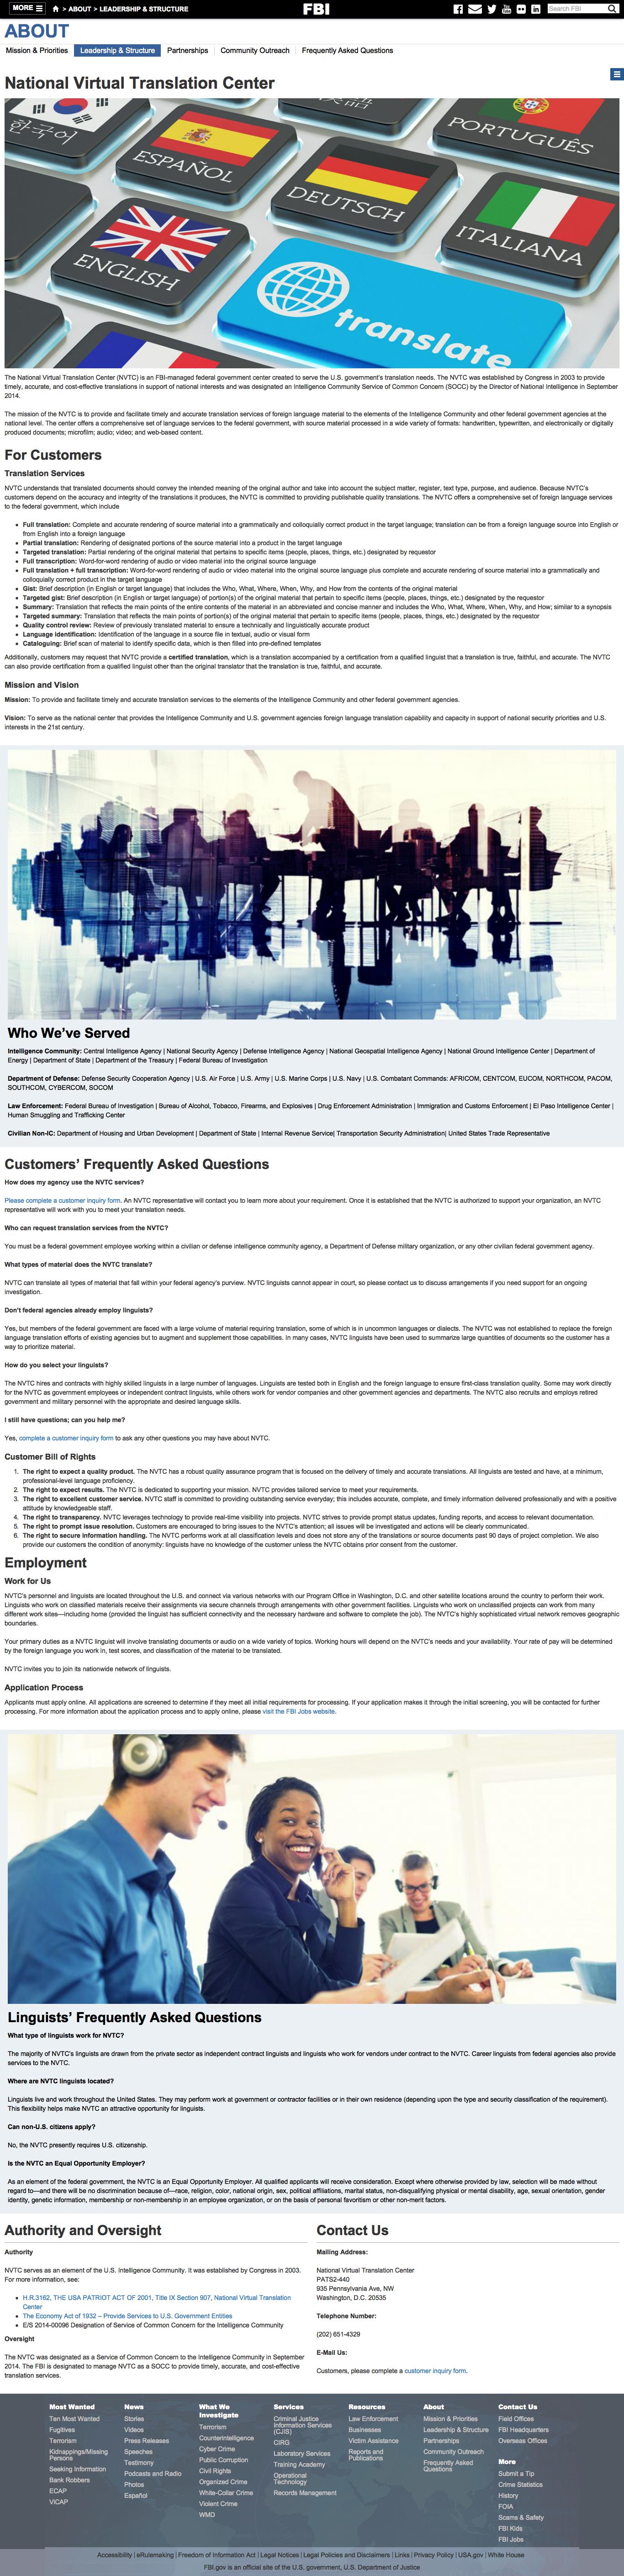 MORE
> ABOUT > LEADERSHIP & STRUCTURE
FBI
Search FBI
ABOUT
Mission & Priorities
Leadership & Structure
Partnerships
Community Outreach
Frequently Asked Questions
National Virtual Translation Center
한국어
ESPAÑOL
PORTUGUÊS
DEUTSCH
ITALIANA
ENGLISH
translate
The National Virtual Translation Center (NVTC) is an FBI-managed federal government center created to serve the U.S. government's translation needs. The NVTC was established by Congress in 2003 to provide
timely, accurate, and cost-effective translations in support of national interests and was designated an Intelligence Community Service of Common Concern (SOCC) by the Director of National Intelligence in September
2014.
The mission of the NVTC is to provide and facilitate timely and accurate translation services of foreign language material to the elements of the Intelligence Community and other federal government agencies at the
national level. The center offers a comprehensive set of language services to the federal government, with source material processed in a wide variety of formats: handwritten, typewritten, and electronically or digitally
produced documents; microfilm; audio; video; and web-based content.
For Customers
Translation Services
NVTC understands that translated documents should convey the intended meaning of the original author and take into account the subject matter, register, text type, purpose, and audience. Because NVTC's
customers depend on the accuracy and integrity of the translations it produces, the NVTC is committed to providing publishable quality translations. The NVTC offers a comprehensive set of foreign language services
to the federal government, which include
Full translation: Complete and accurate rendering of source material into a grammatically and colloquially correct product in the target language; translation can be from a foreign language source into English or
from English into a foreign language
Partial translation: Rendering of designated portions of the source material into a product in the target language
Targeted translation: Partial rendering of the original material that pertains to specific items (people, places, things, etc.) designated by requestor
Full transcription: Word-for-word rendering of audio or video material into the original source language
Full translation + full transcription: Word-for-word rendering of audio or video material into the original source language plus complete and accurate rendering of source material into a grammatically and
colloquially correct product in the target language
Gist: Brief description (in English or target language) that includes the Who, What, Where, When, Why, and How from the contents of the original material
Targeted gist: Brief description (in English or target language) of portion(s) of the original material that pertain to specific items (people, places, things, etc.) designated by the requestor
Summary: Translation that reflects the main points of the entire contents of the material in an abbreviated and concise manner and includes the Who, What, Where, When, Why, and How; similar to a synopsis
Targeted summary: Translation that reflects the main points of portion(s) of the original material that pertain to specific items (people, places, things, etc.) designated by the requestor
Quality control review: Review of previously translated material to ensure a technically and linguistically accurate product
Language identification: Identification of the language in a source file in textual, audio or visual form
Cataloging: Brief scan of material to identify specific data, which is then filled into pre-defined templates
Additionally, customers may request that NVTC provide a certified translation, which is a translation accompanied by a certification from a qualified linguist that a translation is true, faithful, and accurate. The NVTC
can also provide certification from a qualified linguist other than the original translator that the translation is true, faithful, and accurate.
Mission and Vision
Mission: To provide and facilitate timely and accurate translation services to the elements of the Intelligence Community and other federal government agencies.
Vision: To serve as the national center that provides the Intelligence Community and U.S. government agencies foreign language translation capability and capacity in support of national security priorities and U.S.
interests in the 21st century.
Who We've Served
Intelligence Community: Central Intelligence Agency | National Security Agency | Defense Intelligence Agency | National Geospatial Intelligence Agency | National Ground Intelligence Center | Department of
Energy | Department of State | Department of the Treasury | Federal Bureau of Investigation
Department of Defense: Defense Security Cooperation Agency | U.S. Air Force | U.S. Army | U.S. Marine Corps | U.S. Navy | U.S. Combatant Commands: AFRICOM, CENTCOM, EUCOM, NORTHCOM, PACOM,
SOUTHCOM, CYBERCOM, SOCCOM
Law Enforcement: Federal Bureau of Investigation | Bureau of Alcohol, Tobacco, Firearms, and Explosives | Drug Enforcement Administration | Immigration and Customs Enforcement | El Paso Intelligence Center |
Human Smuggling and Trafficking Center
Civilian Non-IC: Department of Housing and Urban Development | Department of State | Internal Revenue Service| Transportation Security Administration| United States Trade Representative
Customers' Frequently Asked Questions
How does my agency use the NVTC services?
Please complete a customer inquiry form. An NVTC representative will contact you to learn more about your requirement. Once it is established that the NVTC is authorized to support your organization, an NVTC
representative will work with you to meet your translation needs.
Who can request translation services from the NVTC?
You must be a federal government employee working within a civilian or defense intelligence community agency, a Department of Defense military organization, or any other civilian federal government agency.
What types of material does the NVTC translate?
NVTC can translate all types of material that fall within your federal agency's purview. NVTC linguists cannot appear in court, so please contact us to discuss arrangements if you need support for an ongoing
investigation.
Don't federal agencies already employ linguists?
Yes, but members of the federal government are faced with a large volume of material requiring translation, some of which is in uncommon languages or dialects. The NVTC was not established to replace the foreign
language translation efforts of existing agencies but to augment and supplement those capabilities. In many cases, NVTC linguists have been used to summarize large quantities of documents so the customer has a
way to prioritize material.
How do you select your linguists?
The NVTC hires and contracts with highly skilled linguists in a large number of languages. Linguists are tested both in English and the foreign language to ensure first-class translation quality. Some may work directly
for the NVTC as government employees or independent contract linguists, while others work for vendor companies and other government agencies and departments. The NVTC also recruits and employs retired
government and military personnel with the appropriate and desired language skills.
I still have questions; can you help me?
Yes, complete a customer inquiry form to ask any other questions you may have about NVTC.
Customer Bill of Rights
1. The right to expect a quality product. The NVTC has a robust quality assurance program that is focused on the delivery of timely and accurate translations. All linguists are tested and have, at a minimum,
professional-level language proficiency.
2. The right to expect results. The NVTC is dedicated to supporting your mission. NVTC provides tailored service to meet your requirements.
3. The right to excellent customer service. NVTC staff is committed to providing outstanding service everyday; this includes accurate, complete, and timely information delivered professionally and with a positive
attitude by knowledgeable staff.
4. The right to transparency. NVTC leverages technology to provide real-time visibility into projects. NVTC strives to provide prompt status updates, funding reports, and access to relevant documentation.
5. The right to prompt issue resolution. Customers are encouraged to bring issues to the NVTC's attention; all issues will be investigated and actions will be clearly communicated.
6. The right to secure information handling. The NVTC performs work at all classification levels and does not store any of the translations or source documents past 90 days of project completion. We also
provide our customers the condition of anonymity: linguists have no knowledge of the customer unless the NVTC obtains prior consent from the customer.
Employment
Work for Us
NVTC's personnel and linguists are located throughout the U.S. and connect via various networks with our Program Office in Washington, D.C. and other satellite locations around the country to perform their work.
Linguists who work on classified materials receive their assignments via secure channels through arrangements with other government facilities. Linguists who work on unclassified projects can work from many
different work sites—including home (provided the linguist has sufficient connectivity and the necessary hardware and software to complete the job). The NVTC's highly sophisticated virtual network removes geographic
boundaries.
Your primary duties as a NVTC linguist will involve translating documents or audio on a wide variety of topics. Working hours will depend on the NVTC's needs and your availability. Your rate of pay will be determined
by the foreign language you work in, test scores, and classification of the material to be translated.
NVTC invites you to join its nationwide network of linguists.
Application Process
Applicants must apply online. All applications are screened to determine if they meet all initial requirements for processing. If your application makes it through the initial screening, you will be contacted for further
processing. For more information about the application process and to apply online, please visit the FBI Jobs website.
Linguists' Frequently Asked Questions
What type of linguists work for NVTC?
The majority of NVTC's linguists are drawn from the private sector as independent contract linguists and linguists who work for vendors under contract to the NVTC. Career linguists from federal agencies also provide
services to the NVTC.
Where are NVTC linguists located?
Linguists live and work throughout the United States. They may perform work at government or contractor facilities or in their own residence (depending upon the type and security classification of the requirement).
This flexibility helps make NVTC an attractive opportunity for linguists.
Can non-U.S. citizens apply?
No, the NVTC presently requires U.S. citizenship.
Is the NVTC an Equal Opportunity Employer?
As an element of the federal government, the NVTC is an Equal Opportunity Employer. All qualified applicants will receive consideration. Except where otherwise provided by law, selection will be made without
regard to—and there will be no discrimination because of—race, religion, color, national origin, sex, political affiliations, marital status, non-disqualifying physical or mental disability, age, sexual orientation, gender
identity, genetic information, membership or non-membership in an employee organization, or on the basis of personal favoritism or other non-merit factors.
Authority and Oversight
Authority
NVTC serves as an element of the U.S. Intelligence Community. It was established by Congress in 2003.
For more information, see:
H.R.3162, THE USA PATRIOT ACT OF 2001, Title IX Section 907, National Virtual Translation
Center
The Economy Act of 1932 – Provide Services to U.S. Government Entities
E/S 2014-00096 Designation of Service of Common Concern for the Intelligence Community
Oversight
The NVTC was designated as a Service of Common Concern to the Intelligence Community in September
2014. The FBI is designated to manage NVTC as a SOCC to provide timely, accurate, and cost-effective
translation services.
Contact Us
Mailing Address:
National Virtual Translation Center
PATS2-440
935 Pennsylvania Ave, NW
Washington, D.C. 20535
Telephone Number:
(202) 651-4329
E-Mail Us:
Customers, please complete a customer inquiry form.
Most Wanted
Ten Most Wanted
Fugitives
Terrorism
Kidnappings/Missing
Persons
Seeking Information
Bank Robbers
ECAP
ViCAP
News
Stories
Videos
Press Releases
Speeches
Testimony
Podcasts and Radio
Photos
Español
What We
Investigate
Terrorism
Counterintelligence
Cyber Crime
Public Corruption
Civil Rights
Organized Crime
White-Collar Crime
Violent Crime
WMD
Services
Criminal Justice
Information Services
(CJIS)
CIRG
Laboratory Services
Training Academy
Operational
Technology
Records Management
Resources
Law Enforcement
Businesses
Victim Assistance
Reports and
Publications
About
Mission & Priorities
Leadership & Structure
Partnerships
Community Outreach
Frequently Asked
Questions
Contact Us
Field Offices
FBI Headquarters
Overseas Offices
More
Submit a Tip
Crime Statistics
History
FOIA
Scams & Safety
FBI Kids
FBI Jobs
Accessibility | eRulemaking | Freedom of Information Act | Legal Notices | Legal Policies and Disclaimers | Links | Privacy Policy | USA.gov | White House
FBI.gov is an official site of the U.S. government, U.S. Department of Justice